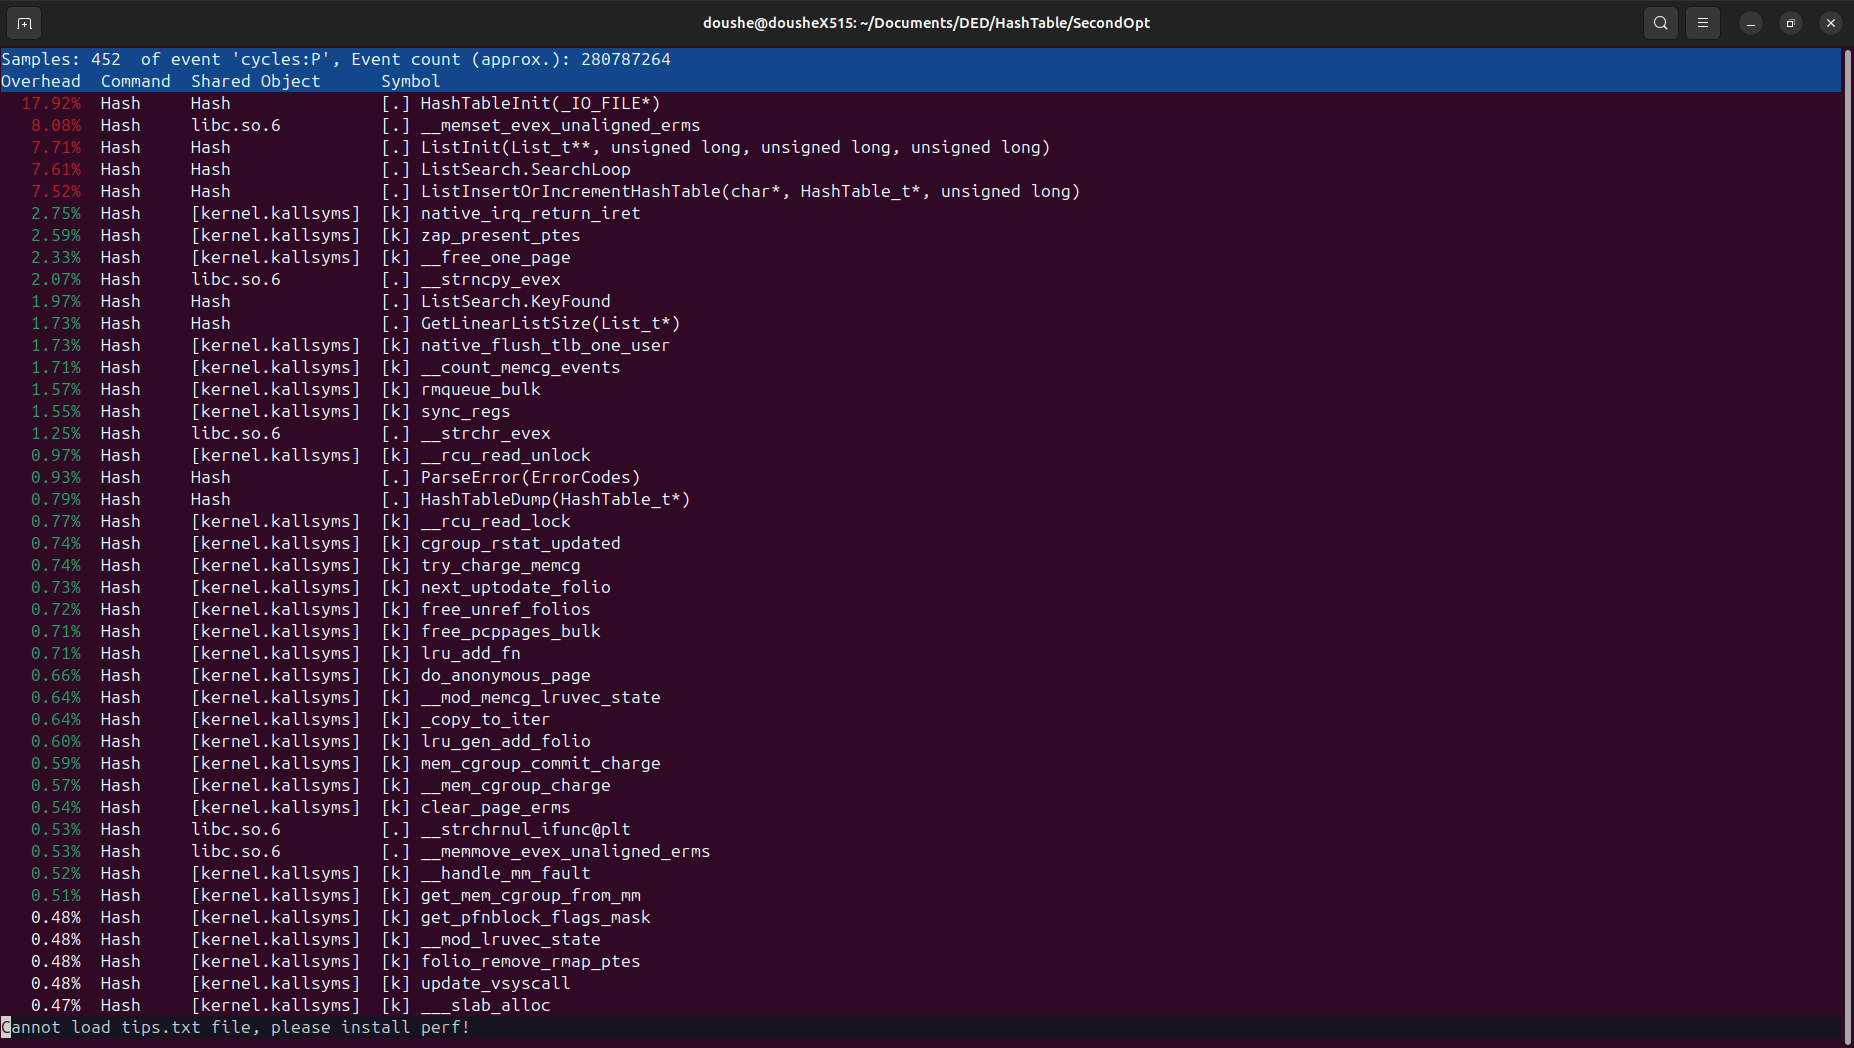 doushe@dousheX515: ~/Documents/DED/HashTable/SecondOpt
Samples: 452  of event 'cycles:P', Event count (approx.): 280787264
Overhead  Command  Shared Object      Symbol
17.92%  Hash     Hash               [.] HashTableInit(_IO_FILE*)
8.08%  Hash     libc.so.6          [.] __memset_evex_unaligned_erms
7.71%  Hash     Hash               [.] ListInit(List_t**, unsigned long, unsigned long, unsigned long)
7.61%  Hash     Hash               [.] ListSearch.SearchLoop
7.52%  Hash     Hash               [.] ListInsertOrIncrementHashTable(char*, HashTable_t*, unsigned long)
2.75%  Hash     [kernel.kallsyms]  [k] native_irq_return_iret
2.59%  Hash     [kernel.kallsyms]  [k] zap_present_ptes
2.33%  Hash     [kernel.kallsyms]  [k] __free_one_page
2.07%  Hash     libc.so.6          [.] __strncpy_evex
1.97%  Hash     Hash               [.] ListSearch.KeyFound
1.73%  Hash     Hash               [.] GetLinearListSize(List_t*)
1.73%  Hash     [kernel.kallsyms]  [k] native_flush_tlb_one_user
1.71%  Hash     [kernel.kallsyms]  [k] __count_memcg_events
1.57%  Hash     [kernel.kallsyms]  [k] rmqueue_bulk
1.55%  Hash     [kernel.kallsyms]  [k] sync_regs
1.25%  Hash     libc.so.6          [.] __strchr_evex
0.97%  Hash     [kernel.kallsyms]  [k] __rcu_read_unlock
0.93%  Hash     Hash               [.] ParseError(ErrorCodes)
0.79%  Hash     Hash               [.] HashTableDump(HashTable_t*)
0.77%  Hash     [kernel.kallsyms]  [k] __rcu_read_lock
0.74%  Hash     [kernel.kallsyms]  [k] cgroup_rstat_updated
0.74%  Hash     [kernel.kallsyms]  [k] try_charge_memcg
0.73%  Hash     [kernel.kallsyms]  [k] next_uptodate_folio
0.72%  Hash     [kernel.kallsyms]  [k] free_unref_folios
0.71%  Hash     [kernel.kallsyms]  [k] free_pcppages_bulk
0.71%  Hash     [kernel.kallsyms]  [k] lru_add_fn
0.66%  Hash     [kernel.kallsyms]  [k] do_anonymous_page
0.64%  Hash     [kernel.kallsyms]  [k] __mod_memcg_lruvec_state
0.64%  Hash     [kernel.kallsyms]  [k] _copy_to_iter
0.60%  Hash     [kernel.kallsyms]  [k] lru_gen_add_folio
0.59%  Hash     [kernel.kallsyms]  [k] mem_cgroup_commit_charge
0.57%  Hash     [kernel.kallsyms]  [k] __mem_cgroup_charge
0.54%  Hash     [kernel.kallsyms]  [k] clear_page_erms
0.53%  Hash     libc.so.6          [.] __strchrnul_ifunc@plt
0.53%  Hash     libc.so.6          [.] __memmove_evex_unaligned_erms
0.52%  Hash     [kernel.kallsyms]  [k] __handle_mm_fault
0.51%  Hash     [kernel.kallsyms]  [k] get_mem_cgroup_from_mm
0.48%  Hash     [kernel.kallsyms]  [k] get_pfnblock_flags_mask
0.48%  Hash     [kernel.kallsyms]  [k] __mod_lruvec_state
0.48%  Hash     [kernel.kallsyms]  [k] folio_remove_rmap_ptes
0.48%  Hash     [kernel.kallsyms]  [k] update_vsyscall
0.47%  Hash     [kernel.kallsyms]  [k] ___slab_alloc
Cannot load tips.txt file, please install perf!